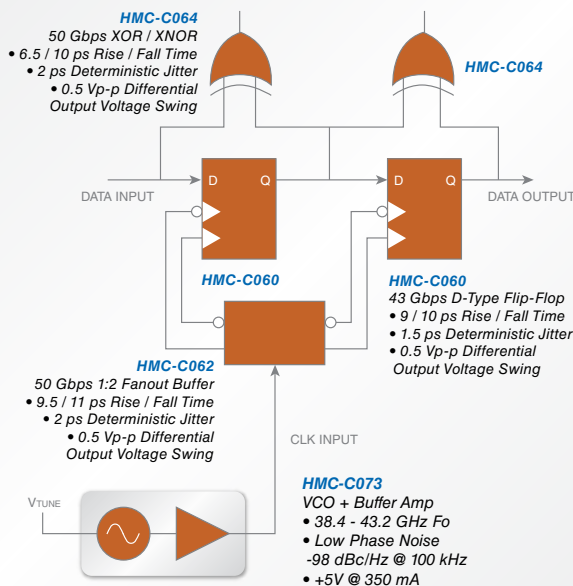 HMC-C064
50 Gbps XOR / XNOR
• 6.5 / 10 ps Rise / Fall Time
• 2 ps Deterministic Jitter
• 0.5 Vp-p Differential
Output Voltage Swing
HMC-C064
DATA INPUT
D Q
D Q
DATA OUTPUT
HMC-C060
HMC-C060
43 Gbps D-Type Flip-Flop
• 9 / 10 ps Rise / Fall Time
• 1.5 ps Deterministic Jitter
• 0.5 Vp-p Differential
Output Voltage Swing
HMC-C062
50 Gbps 1:2 Fanout Buffer
• 9.5 / 11 ps Rise / Fall Time
• 2 ps Deterministic Jitter
• 0.5 Vp-p Differential
Output Voltage Swing
CLK INPUT
VTUNE
HMC-C073
VCO + Buffer Amp
• 38.4 - 43.2 GHz Fo
• Low Phase Noise
-98 dBc/Hz @ 100 kHz
• +5V @ 350 mA